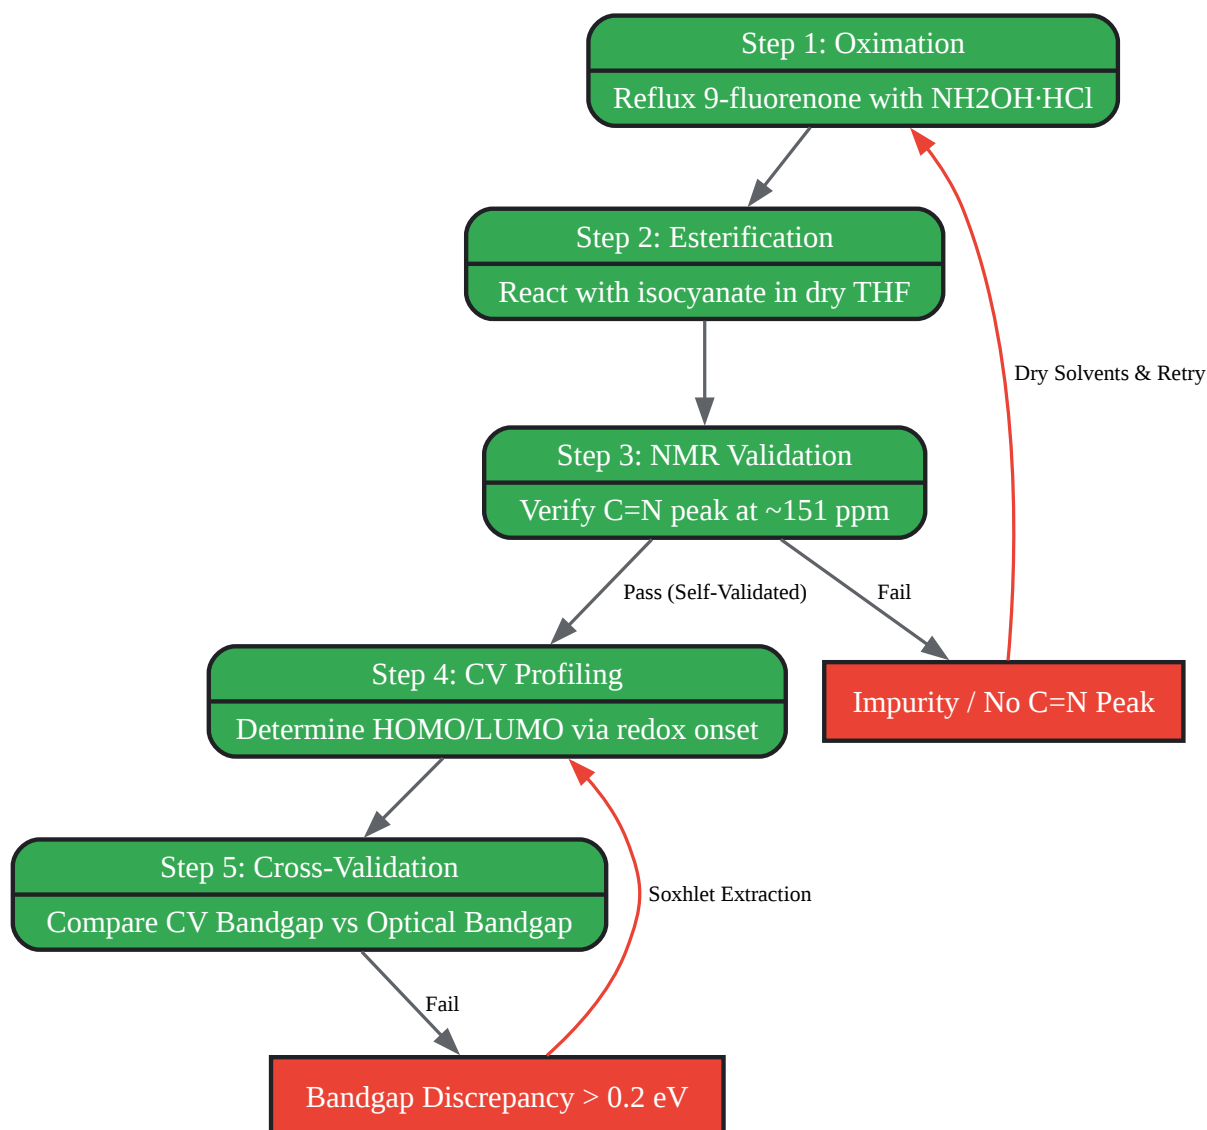 Step 1: Oximation
Reflux 9-fluorenone with NH2OH·HCl
Step 2: Esterification
React with isocyanate in dry THF
Dry Solvents & Retry
Step 3: NMR Validation
Verify C=N peak at ~151 ppm
Pass (Self-Validated)
Fail
Step 4: CV Profiling
Determine HOMO/LUMO via redox onset
Impurity / No C=N Peak
Step 5: Cross-Validation
Compare CV Bandgap vs Optical Bandgap
Soxhlet Extraction
Fail
Bandgap Discrepancy > 0.2 eV